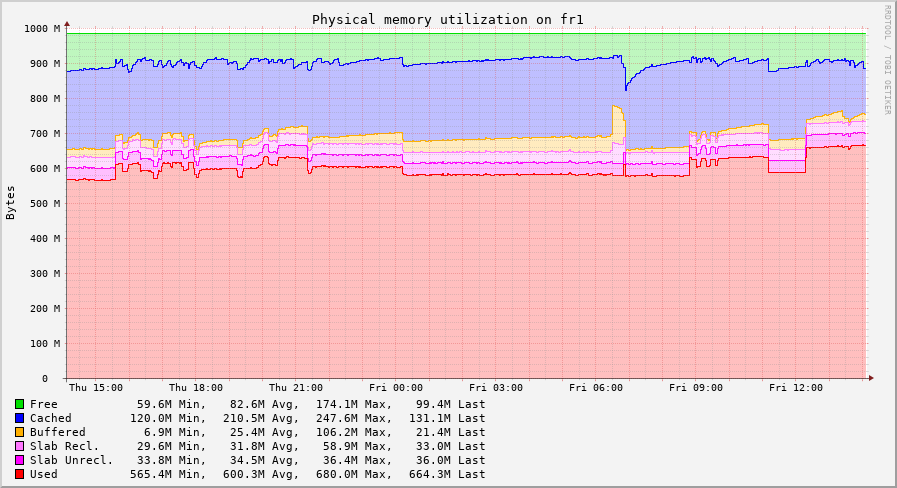 Physical memory utilization on fr1
RRDTOOL / TOBI OETIKER
Bytes
1000 M
900 M
800 M
700 M
600 M
500 M
400 M
300 M
200 M
100 M
0
Thu 15:00 Thu 18:00 Thu 21:00 Fri 00:00 Fri 03:00 Fri 06:00 Fri 09:00 Fri 12:00
Free 59.6M Min, 82.6M Avg, 174.1M Max, 99.4M Last
Cached 120.0M Min, 210.5M Avg, 247.6M Max, 131.1M Last
Buffered 6.9M Min, 25.4M Avg, 106.2M Max, 21.4M Last
Slab Recl. 29.6M Min, 31.8M Avg, 58.9M Max, 33.0M Last
Slab Unrecl. 33.8M Min, 34.5M Avg, 36.4M Max, 36.0M Last
Used 565.4M Min, 600.3M Avg, 680.0M Max, 664.3M Last